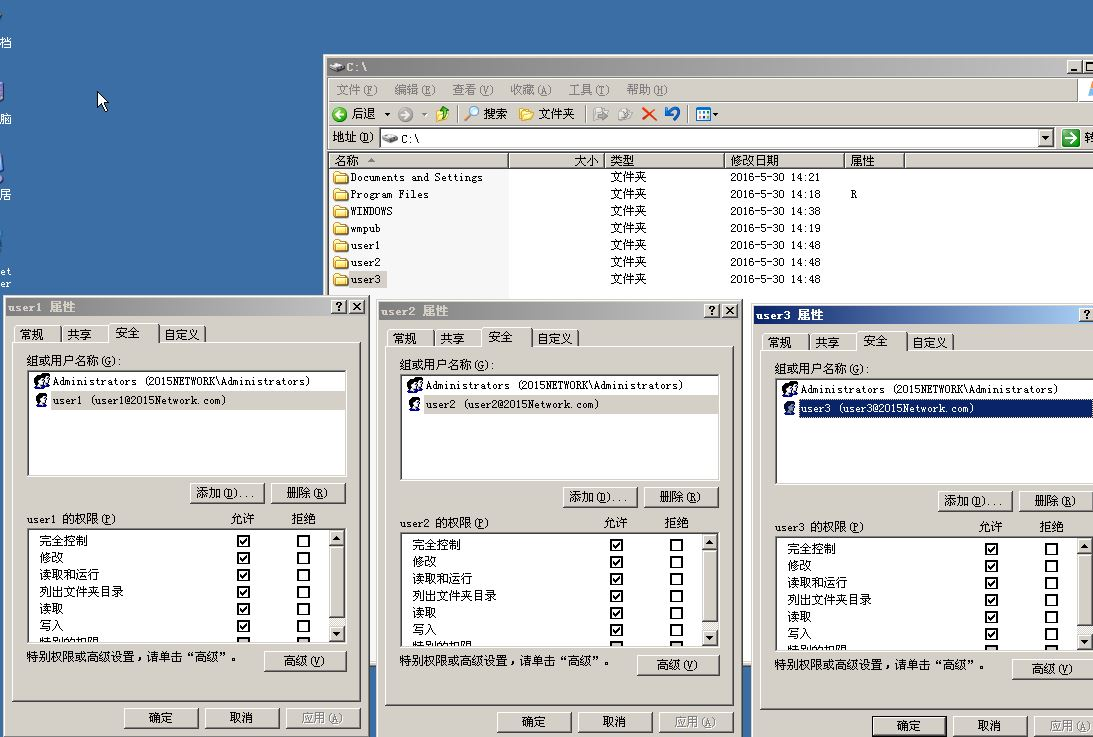 档
脑
居
et
er
C:\
文件(F) 编辑(E) 查看(V) 收藏(A) 工具(T) 帮助(H)
后退 搜索 文件夹
地址(D) C:\ 转
名称 大小 类型 修改日期 属性
Documents and Settings 文件夹 2016-5-30 14:21
Program Files 文件夹 2016-5-30 14:18 R
WINDOWS 文件夹 2016-5-30 14:38
wmpub 文件夹 2016-5-30 14:19
user1 文件夹 2016-5-30 14:48
user2 文件夹 2016-5-30 14:48
user3 文件夹 2016-5-30 14:48
user1 属性
常规 共享 安全 自定义
组或用户名称(G):
Administrators (2015NETWORK\Administrators)
user1 (user1@2015Network.com)
添加(D)... 删除(R)
user1 的权限(P) 允许 拒绝
完全控制
修改
读取和运行
列出文件夹目录
读取
写入
特别的权限
特别权限或高级设置，请单击“高级”。
高级(V)
确定 取消 应用(A)
user2 属性
常规 共享 安全 自定义
组或用户名称(G):
Administrators (2015NETWORK\Administrators)
user2 (user2@2015Network.com)
添加(D)... 删除(R)
user2 的权限(P) 允许 拒绝
完全控制
修改
读取和运行
列出文件夹目录
读取
写入
特别的权限
特别权限或高级设置，请单击“高级”。
高级(V)
确定 取消 应用(A)
user3 属性
常规 共享 安全 自定义
组或用户名称(G):
Administrators (2015NETWORK\Administrators)
user3 (user3@2015Network.com)
添加(D)... 删除(R)
user3 的权限(P) 允许 拒绝
完全控制
修改
读取和运行
列出文件夹目录
读取
写入
特别的权限
特别权限或高级设置，请单击“高级”。
高级(V)
确定 取消 应用(A)